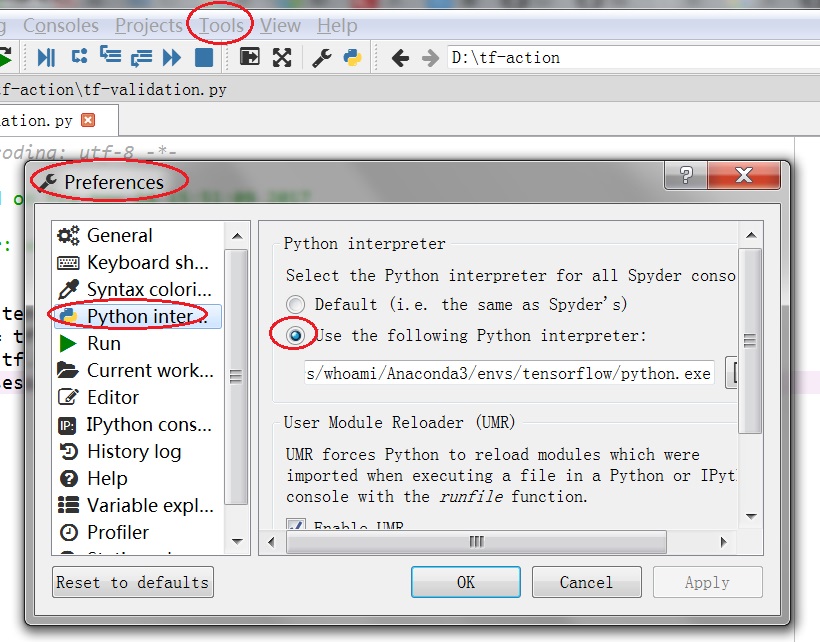 g Consoles Projects Tools View Help
D:\tf-action
f-action\tf-validation.py
ation.py
coding: utf-8 -*-
Preferences
General
Keyboard sh...
Syntax colori...
Python inter...
Run
Current work...
Editor
IPython cons...
History log
Help
Variable expl...
Profiler
Python interpreter
Select the Python interpreter for all Spyder conso
Default (i.e. the same as Spyder's)
Use the following Python interpreter:
s/whoami/Anaconda3/envs/tensorflow/python.exe
User Module Reloader (UMR)
UMR forces Python to reload modules which were
imported when executing a file in a Python or IPyt
console with the runfile function.
Enable UMR
Reset to defaults
OK
Cancel
Apply